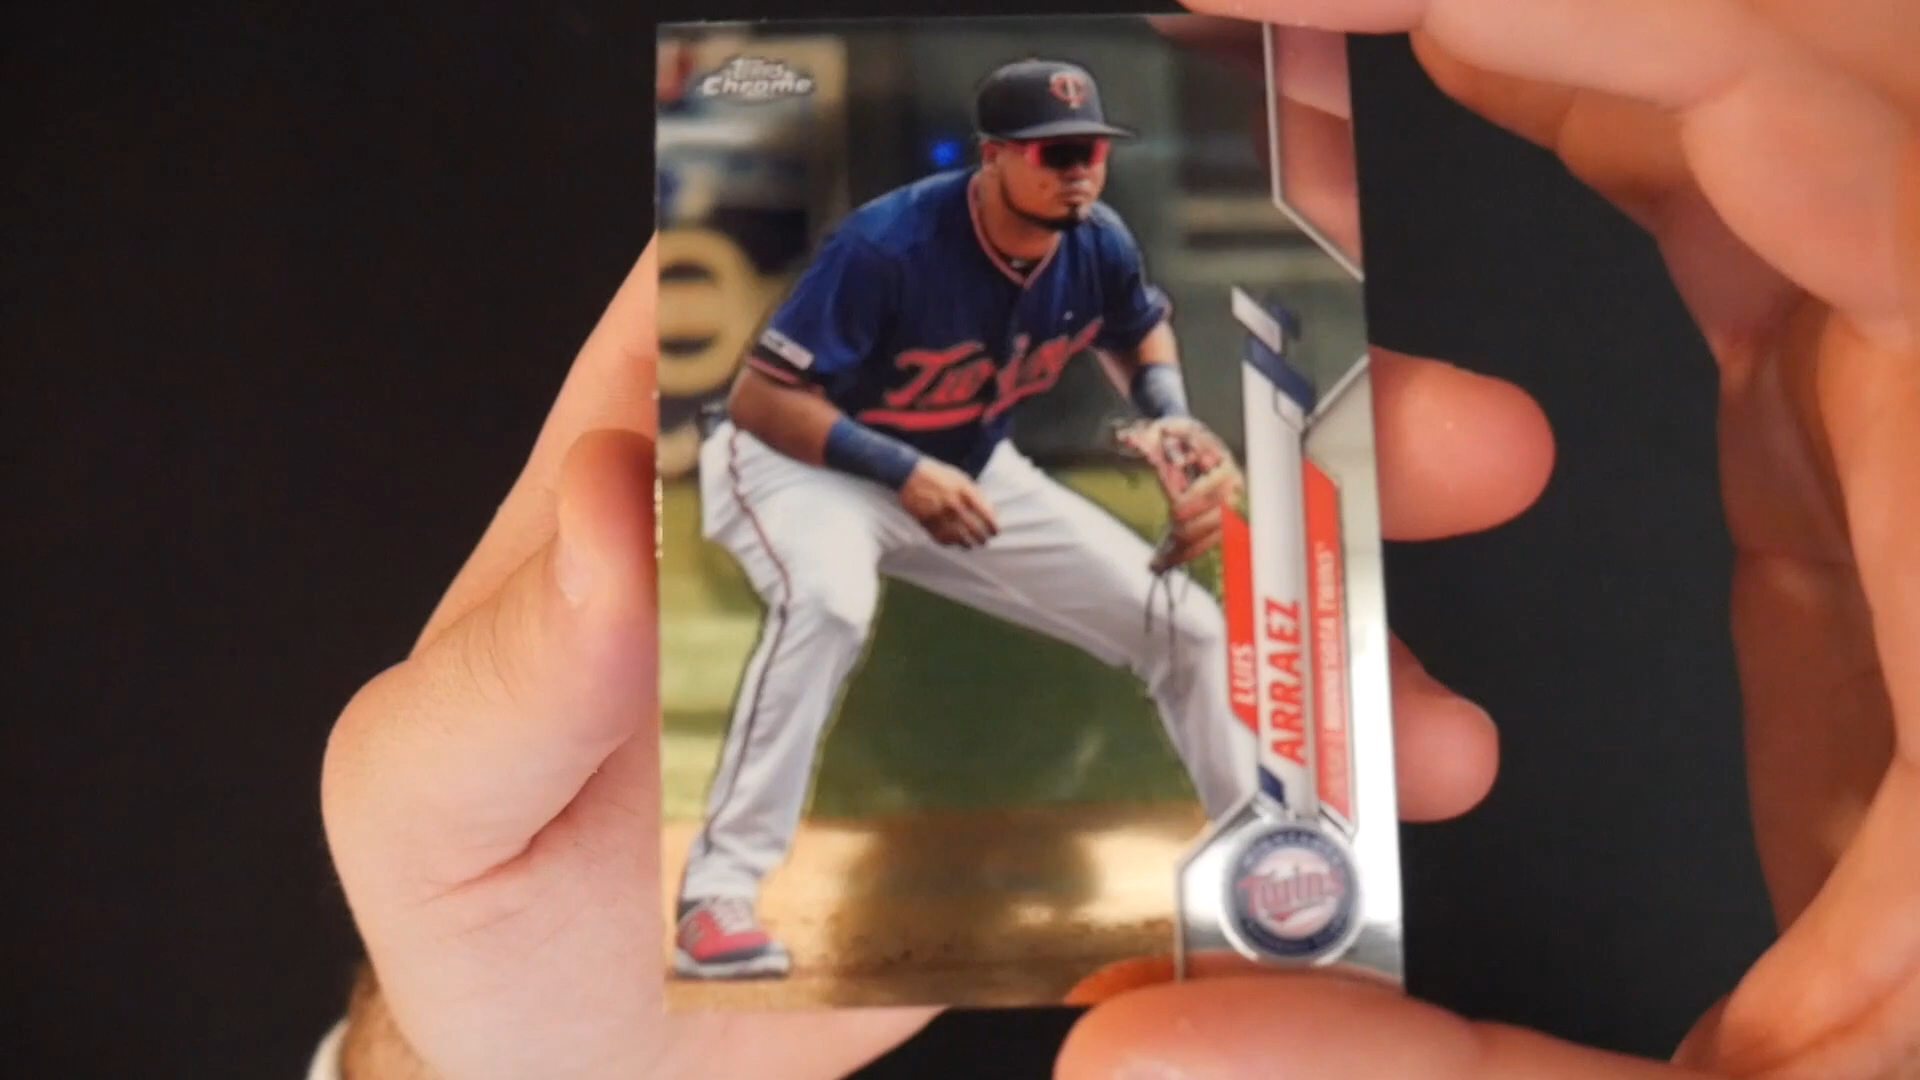 Topps
Chrome
Twins
LUIS
ARRAEZ
MINNESOTA TWINS
Twins